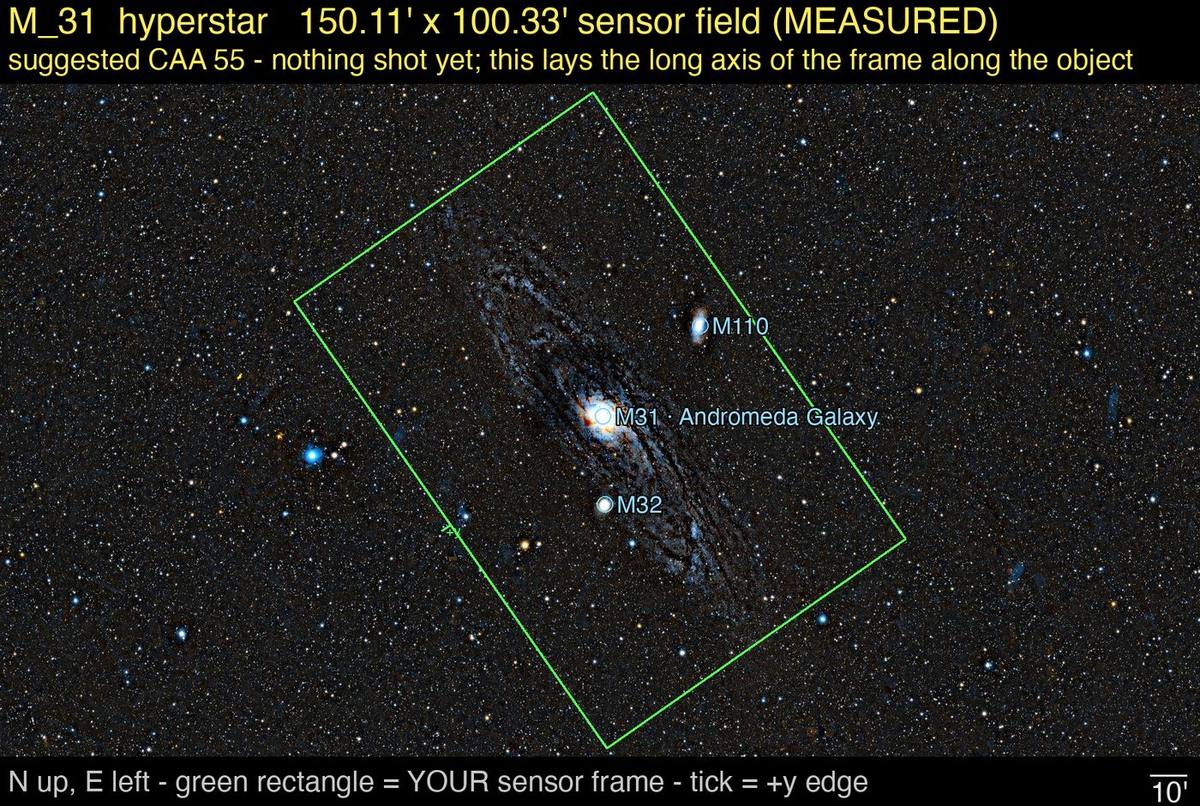 M_31 hyperstar 150.11' x 100.33' sensor field (MEASURED)
suggested CAA 55 - nothing shot yet; this lays the long axis of the frame along the object
M110
M31 · Andromeda Galaxy
M32
N up, E left - green rectangle = YOUR sensor frame - tick = +y edge
10'